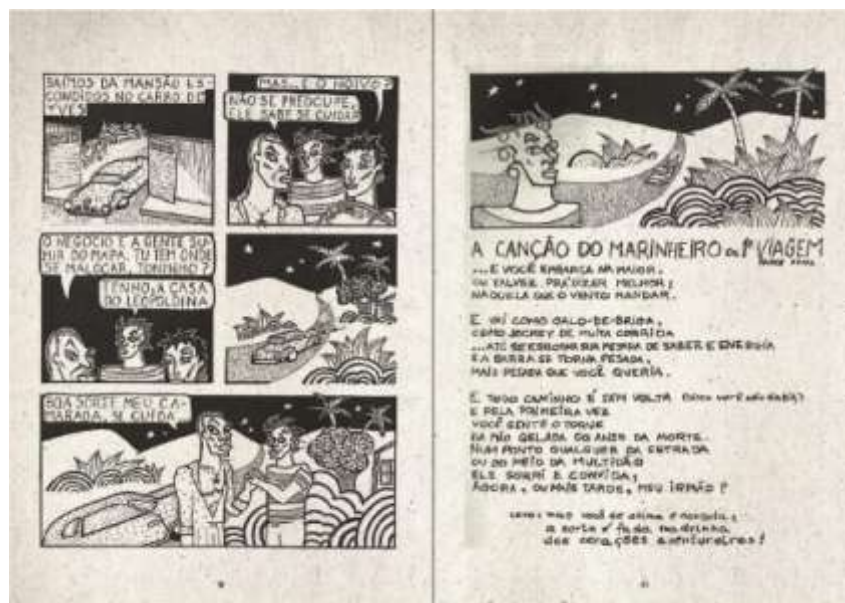 SAÍMOS DA MANSÃO ES-
CONDIDOS NO CARRO DE
YVES
MAS... E O NOIVO?
NÃO SE PREOCUPE,
ELE SABE SE CUIDAR
O NEGÓCIO É A GENTE SU-
MIR DO MAPA. TU TEM ONDE
SE MALOCAR, TONINHO?
TENHO, A CASA
DO LEOPOLDINA
BOA SORTE MEU CA-
MARADA, SE CUIDA
A CANÇÃO DO MARINHEIRO DE 1ª VIAGEM
...E VOCÊ EMBARCA NA MAIOR,
OU TALVEZ PRA DIZER MELHOR;
NAQUELA QUE O VENTO MANDAR.
E VAI COMO GALO-DE-BRIGA,
COMO JOCKEY DE MUITA CORRIDA
...ATÉ SUA DE SABER E ENERGIA
E A BARRA SE TORNA PESADA,
MAIS PESADA QUE VOCÊ QUERIA.
E TODO CAMINHO É SEM VOLTA
E PELA PRIMEIRA VEZ
VOCÊ SENTE O TOQUE
DA MÃO GELADA DO ANJO DA MORTE.
NUM PONTO QUALQUER DA ESTRADA
OU NO MEIO DA MULTIDÃO
ELE SORRI E CONVIDA;
AGORA, OU MAIS TARDE, MEU IRMÃO?
você se anima e consola;
a sorte é fada madrinha
dos corações aventureiros!